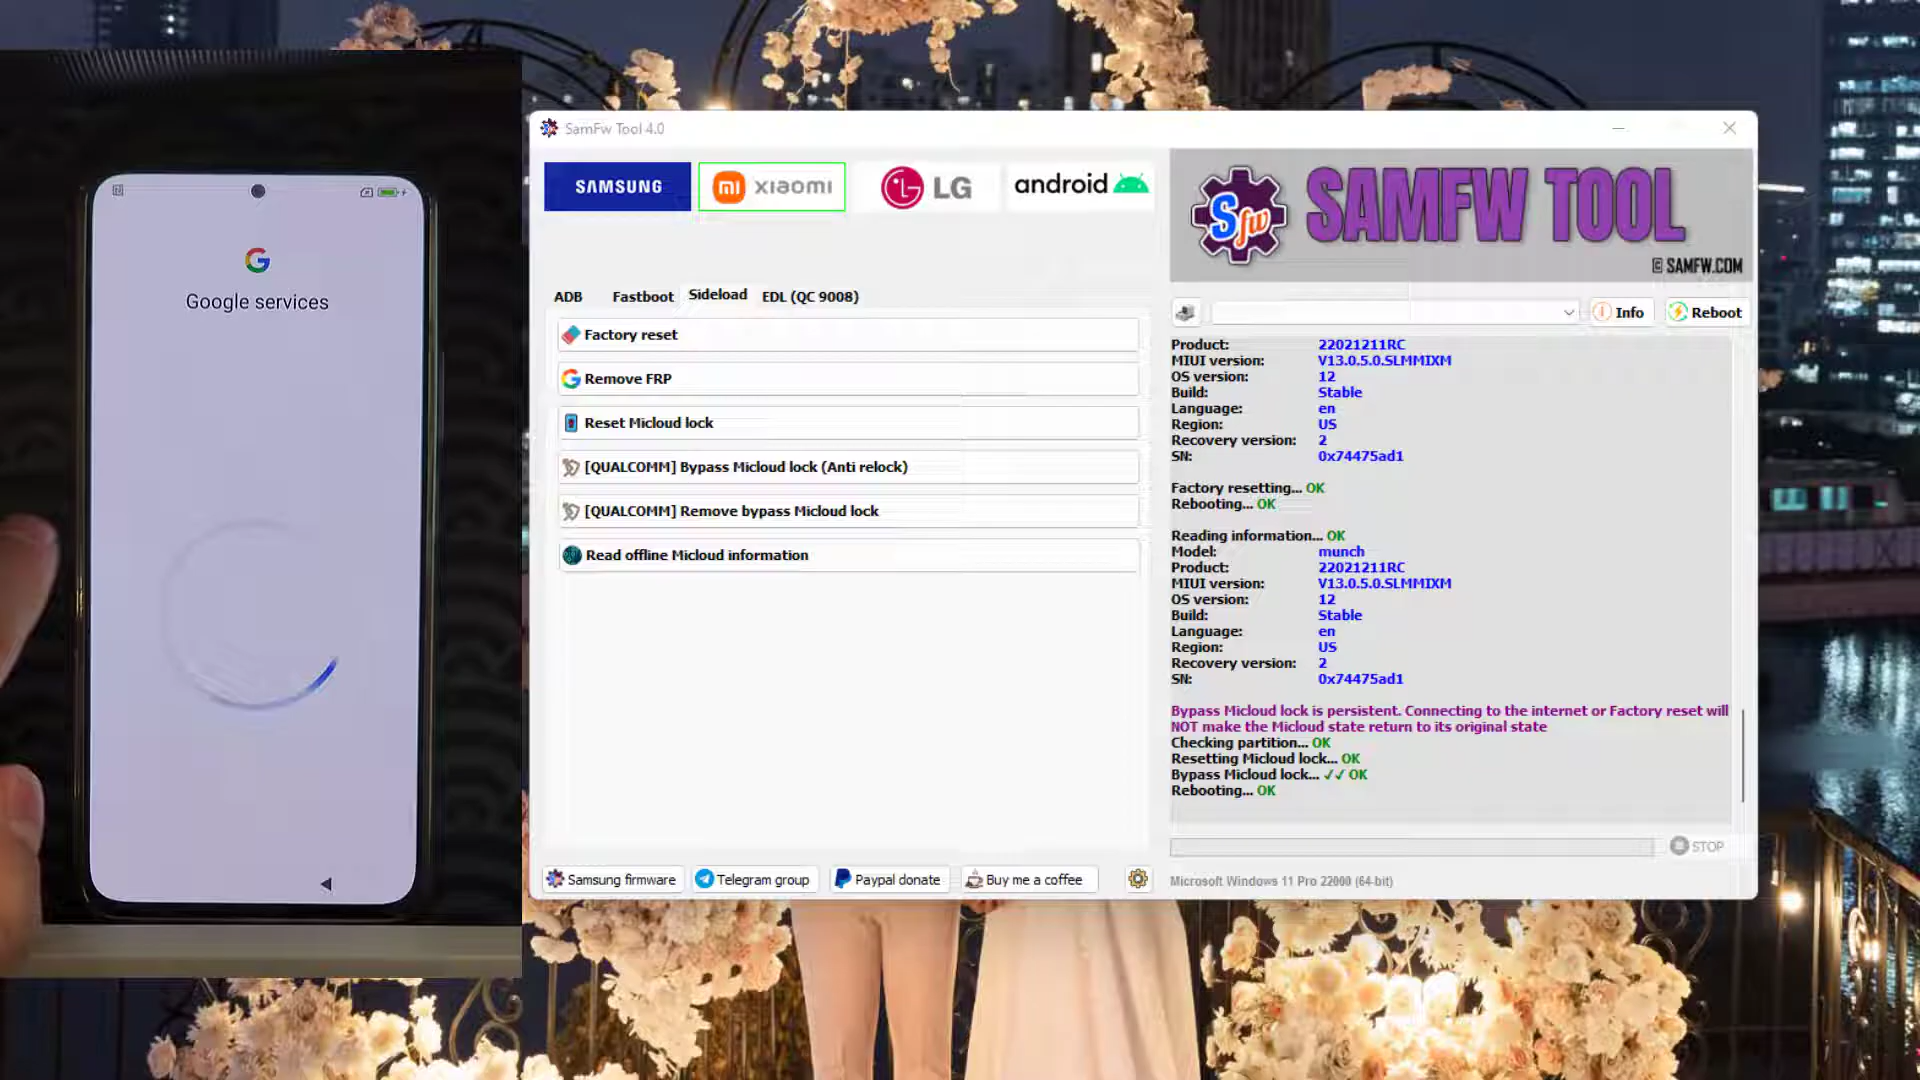 Google services
SamFw Tool 4.0
SAMSUNG
mi xiaomi
LG
android
Sfw
SAMFW TOOL
© SAMFW.COM
ADB
Fastboot
Sideload
EDL (QC 9008)
Info
Reboot
Factory reset
Remove FRP
Reset Micloud lock
[QUALCOMM] Bypass Micloud lock (Anti relock)
[QUALCOMM] Remove bypass Micloud lock
Read offline Micloud information
Product: 22021211RC
MIUI version: V13.0.5.0.SLMMIXM
OS version: 12
Build: Stable
Language: en
Region: US
Recovery version: 2
SN: 0x74475ad1
Factory resetting... OK
Rebooting... OK
Reading information... OK
Model: munch
Product: 22021211RC
MIUI version: V13.0.5.0.SLMMIXM
OS version: 12
Build: Stable
Language: en
Region: US
Recovery version: 2
SN: 0x74475ad1
Bypass Micloud lock is persistent. Connecting to the internet or Factory reset will
NOT make the Micloud state return to its original state
Checking partition... OK
Resetting Micloud lock... OK
Bypass Micloud lock... ✓✓ OK
Rebooting... OK
STOP
Samsung firmware
Telegram group
Paypal donate
Buy me a coffee
Microsoft Windows 11 Pro 22000 (64-bit)